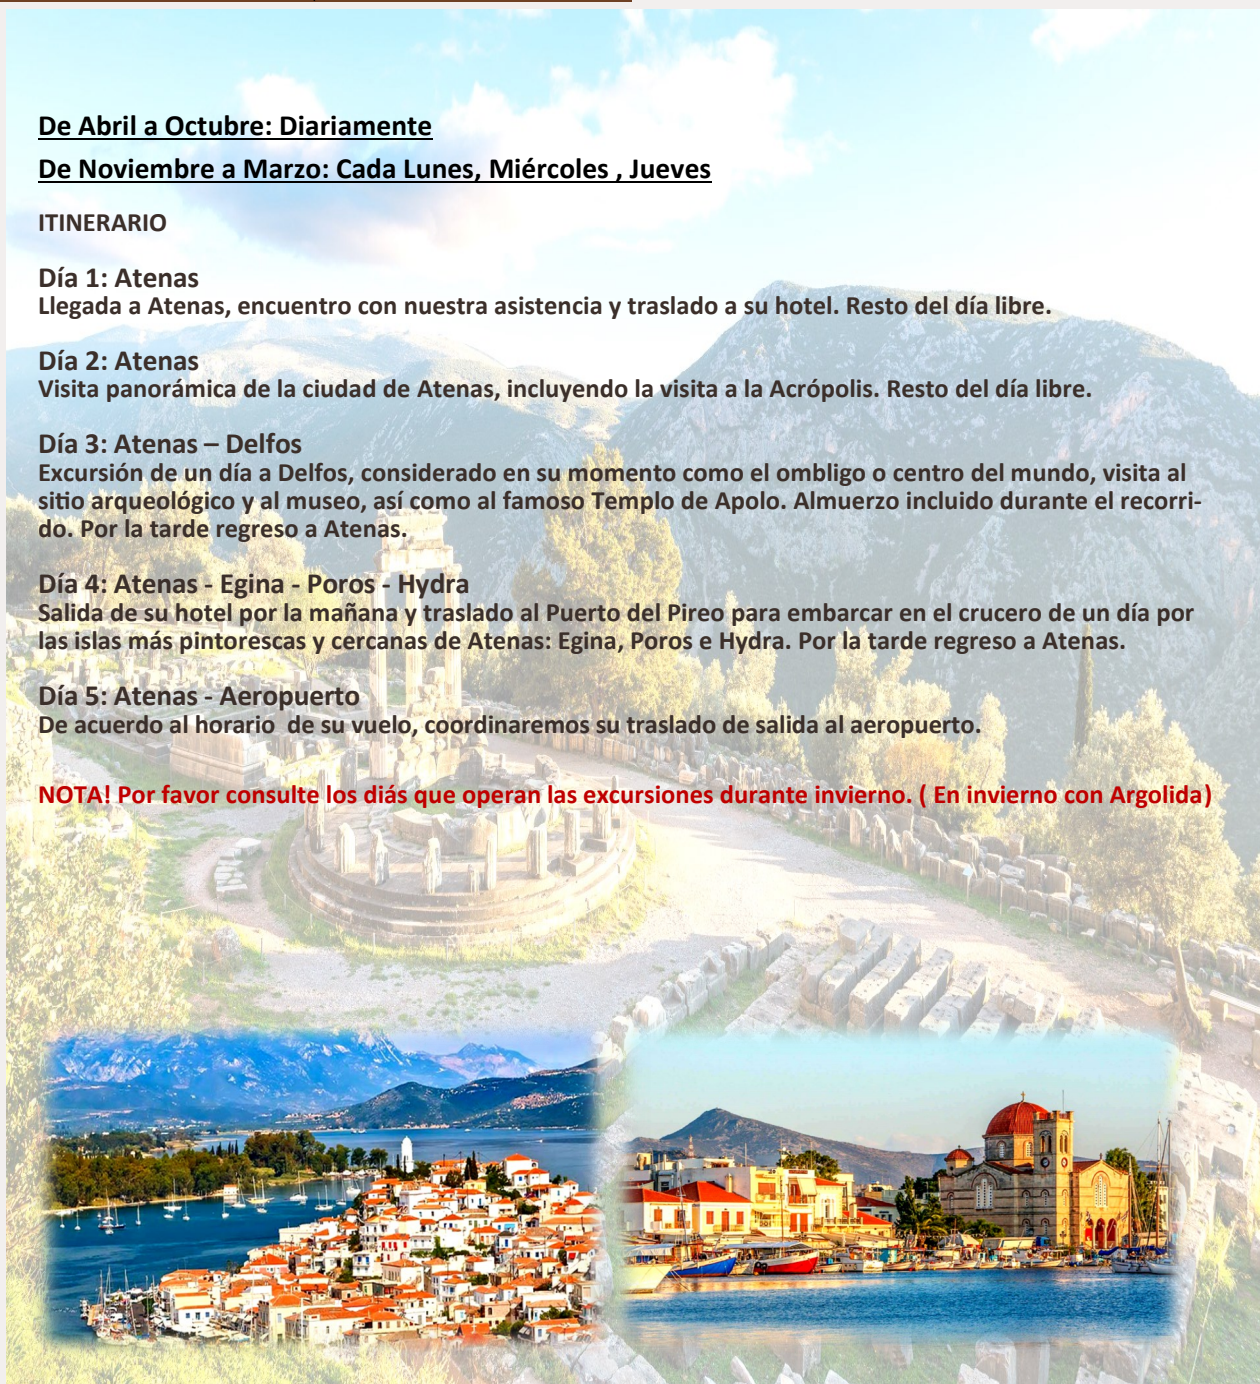 De Abril a Octubre: Diariamente
De Noviembre a Marzo: Cada Lunes, Miércoles , Jueves
ITINERARIO
Día 1: Atenas
Llegada a Atenas, encuentro con nuestra asistencia y traslado a su hotel. Resto del día libre.
Día 2: Atenas
Visita panorámica de la ciudad de Atenas, incluyendo la visita a la Acrópolis. Resto del día libre.
Día 3: Atenas – Delfos
Excursión de un día a Delfos, considerado en su momento como el ombligo o centro del mundo, visita al
sitio arqueológico y al museo, así como al famoso Templo de Apolo. Almuerzo incluido durante el recorri-
do. Por la tarde regreso a Atenas.
Día 4: Atenas - Egina - Poros - Hydra
Salida de su hotel por la mañana y traslado al Puerto del Pireo para embarcar en el crucero de un día por
las islas más pintorescas y cercanas de Atenas: Egina, Poros e Hydra. Por la tarde regreso a Atenas.
Día 5: Atenas - Aeropuerto
De acuerdo al horario  de su vuelo, coordinaremos su traslado de salida al aeropuerto.
NOTA! Por favor consulte los diás que operan las excursiones durante invierno. ( En invierno con Argolida)